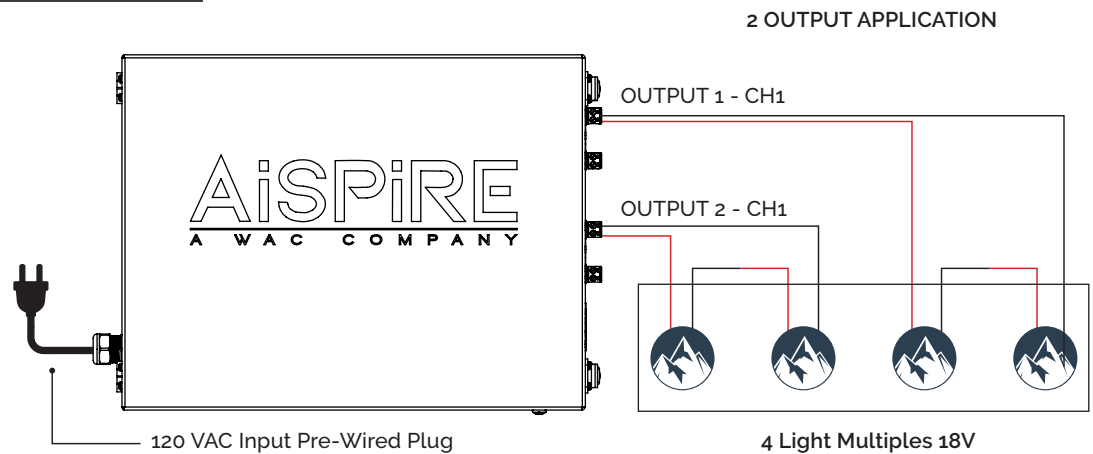 2 OUTPUT APPLICATION
OUTPUT 1 - CH1
AiSPiRE
A WAC COMPANY
OUTPUT 2 - CH1
120 VAC Input Pre-Wired Plug
4 Light Multiples 18V